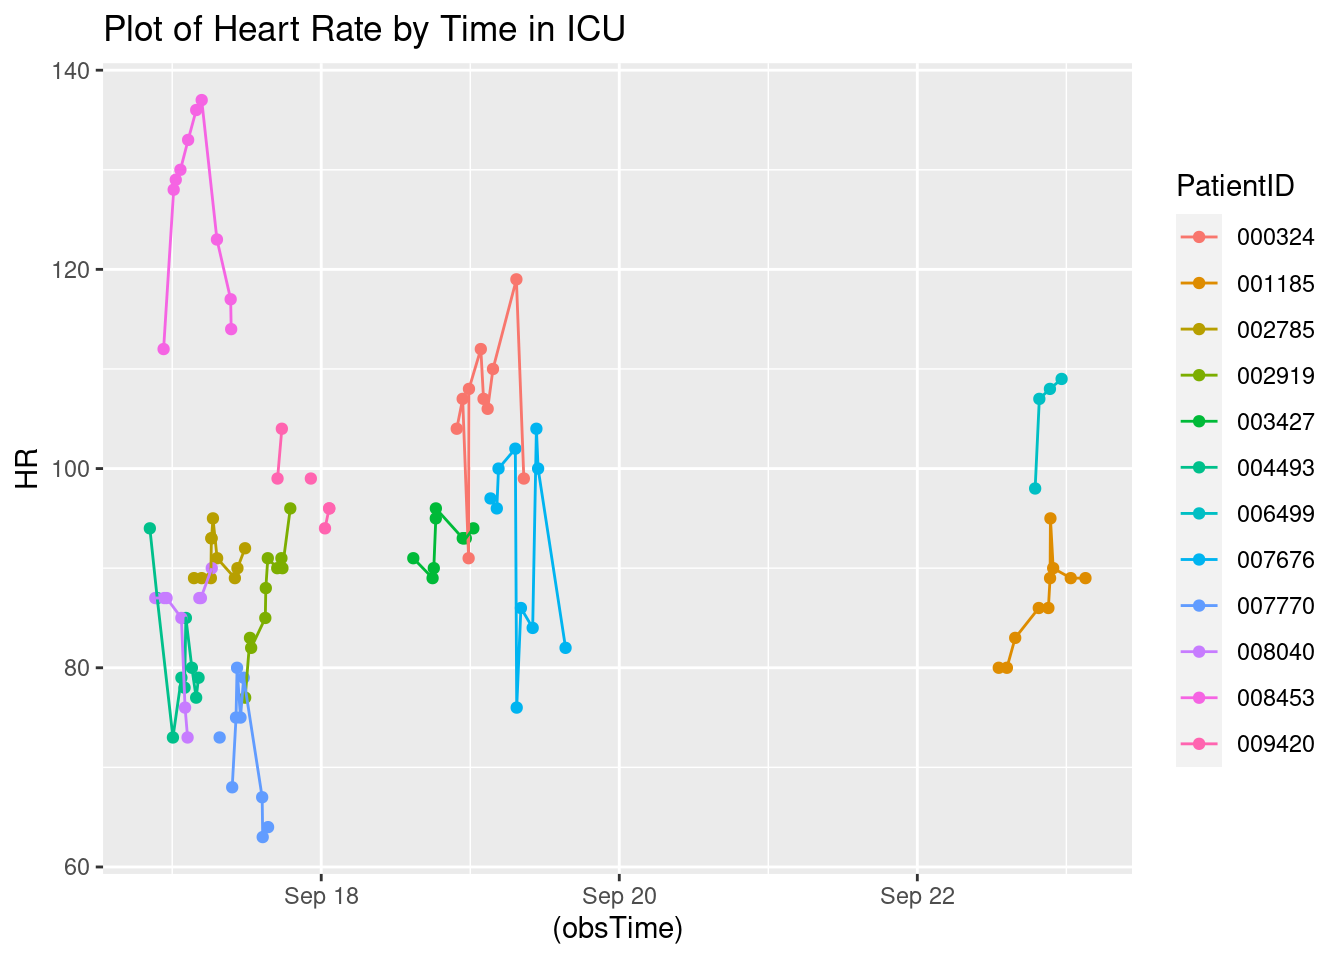 Plot of Heart Rate by Time in ICU
140
120
100
80
60
HR
Sep 18
Sep 20
Sep 22
(obsTime)
PatientID
000324
001185
002785
002919
003427
004493
006499
007676
007770
008040
008453
009420